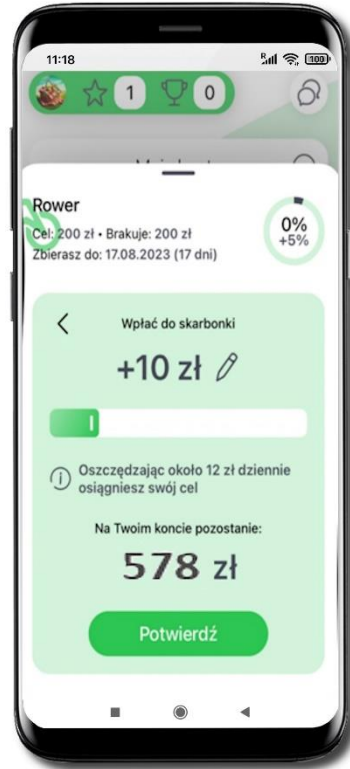 11:18
R
100
1 0
Rower
Cel: 200 zł • Brakuje: 200 zł
Zbierasz do: 17.08.2023 (17 dni)
0%
+5%
Wpłać do skarbonki
+10 zł
Oszczędzając około 12 zł dziennie
osiągniesz swój cel
Na Twoim koncie pozostanie:
578 zł
Potwierdź